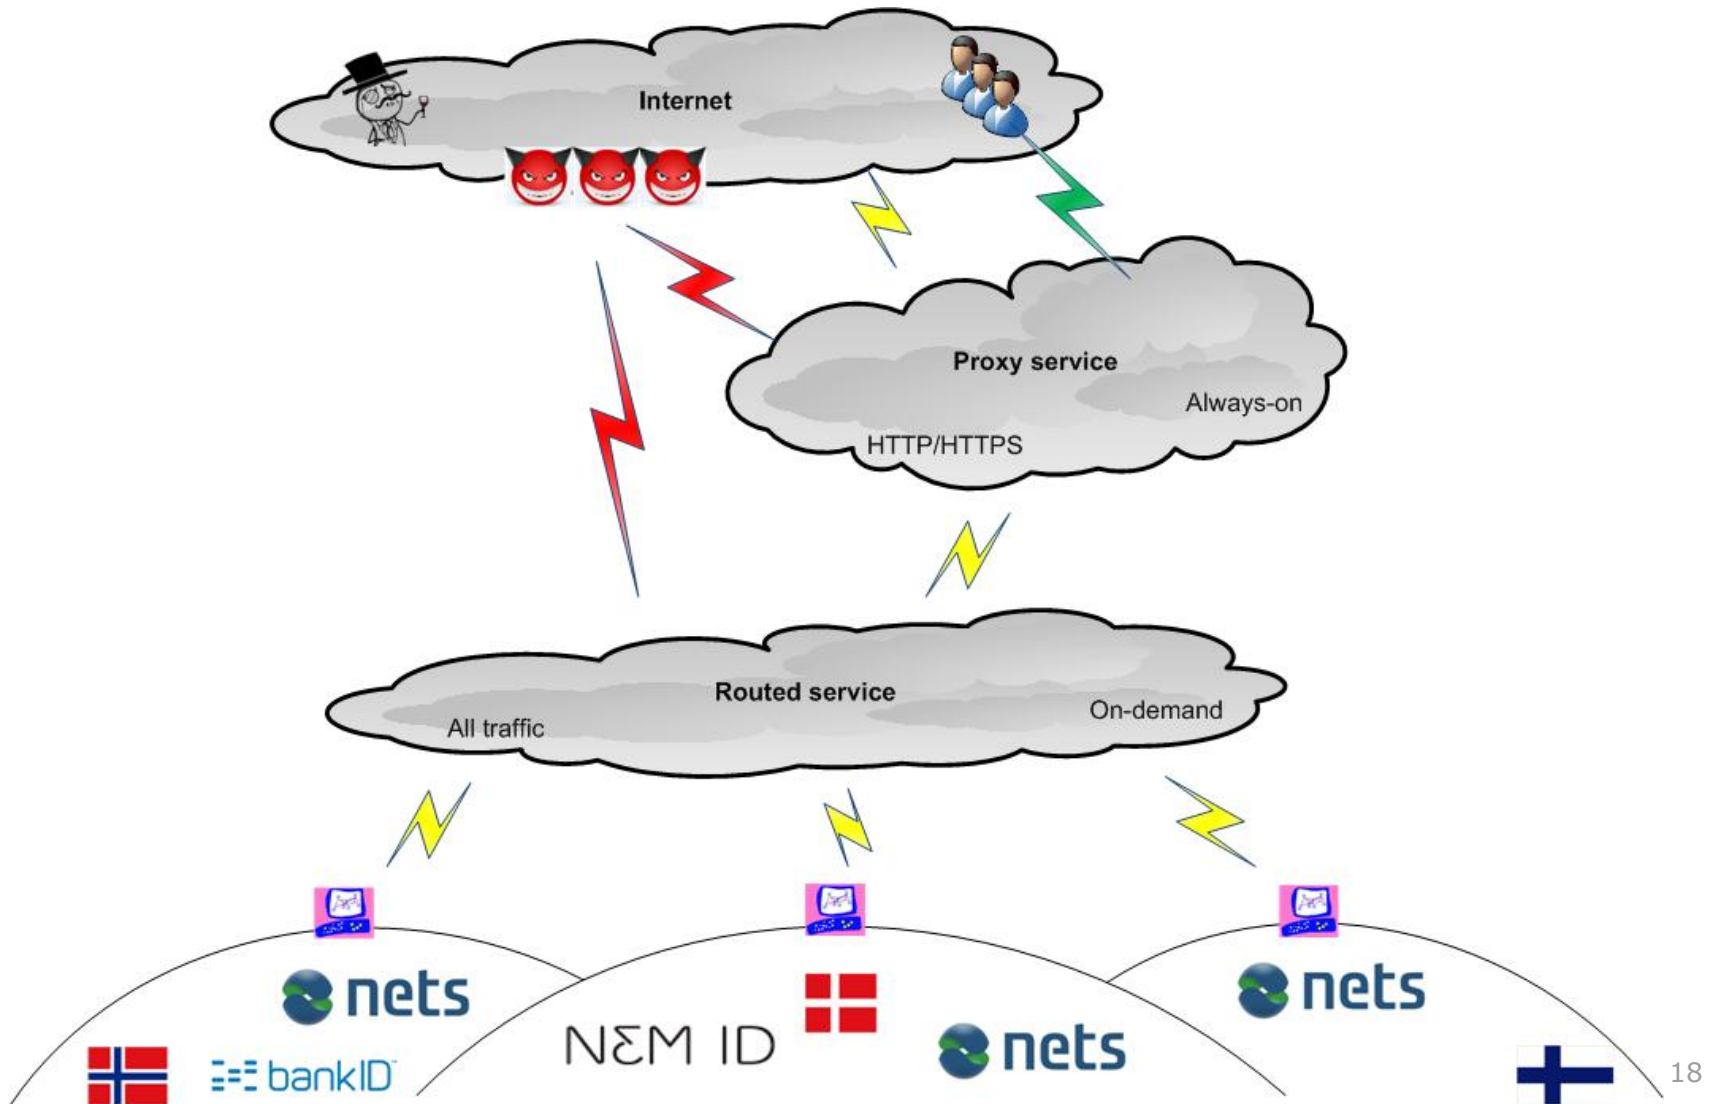 Internet
Proxy service
Always-on
HTTP/HTTPS
Routed service
On-demand
All traffic
nets
nets
NEM ID
nets
bankID™
18